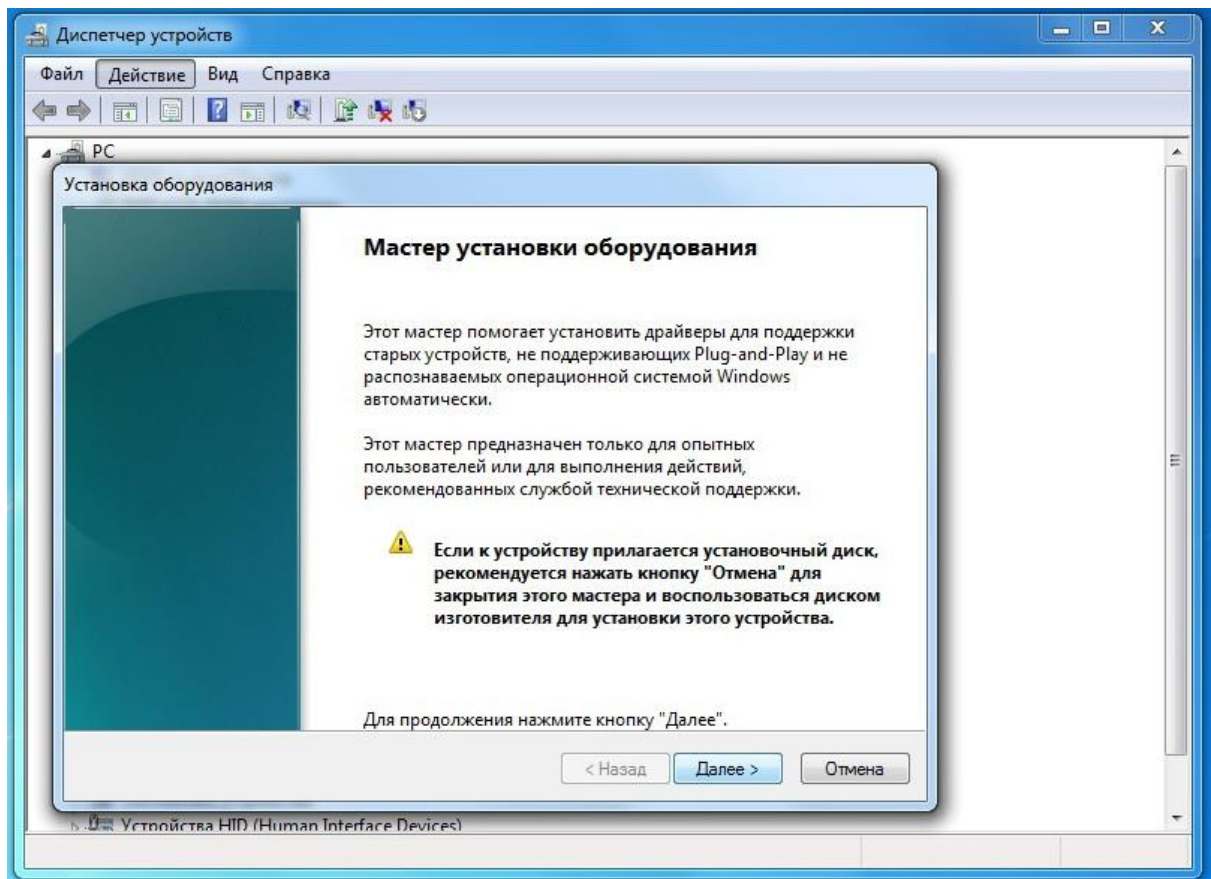 Диспетчер устройств
Файл Действие Вид Справка
PC
Установка оборудования
Мастер установки оборудования
Этот мастер помогает установить драйверы для поддержки
старых устройств, не поддерживающих Plug-and-Play и не
распознаваемых операционной системой Windows
автоматически.
Этот мастер предназначен только для опытных
пользователей или для выполнения действий,
рекомендованных службой технической поддержки.
Если к устройству прилагается установочный диск,
рекомендуется нажать кнопку "Отмена" для
закрытия этого мастера и воспользоваться диском
изготовителя для установки этого устройства.
Для продолжения нажмите кнопку "Далее".
< Назад Далее > Отмена
Устройства HID (Human Interface Devices)